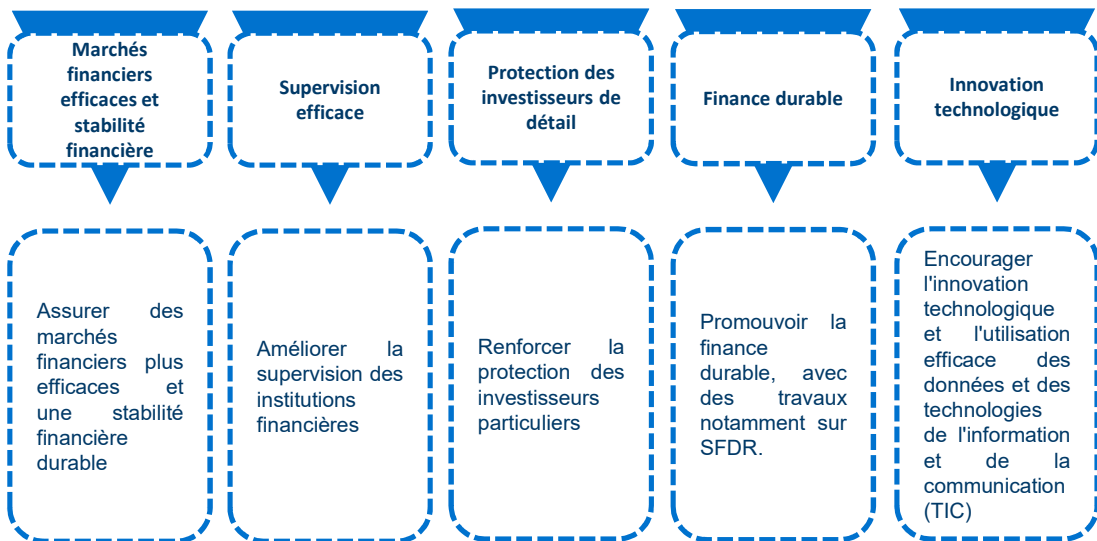 Marchés
financiers
efficaces et
stabilité
financière
Supervision
efficace
Protection des
investisseurs de
détail
Finance durable
Innovation
technologique
Assurer des
marchés
financiers plus
efficaces et
une stabilité
financière
durable
Améliorer la
supervision des
institutions
financières
Renforcer la
protection des
investisseurs
particuliers
Promouvoir la
finance
durable, avec
des travaux
notamment sur
SFDR.
Encourager
l'innovation
technologique
et l'utilisation
efficace des
données et des
technologies
de l'information
et de la
communication
(TIC)